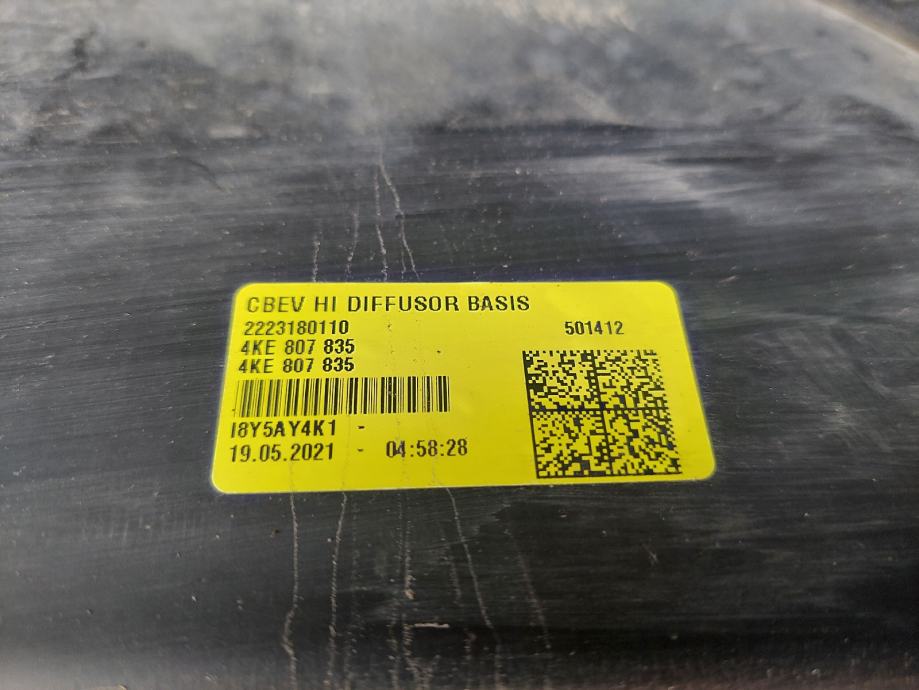 CBEV HI DIFFUSOR BASIS
2223180110 501412
4KE 807 835
4KE 807 835
I8Y5AY4K1 -
19.05.2021 - 04:58:28